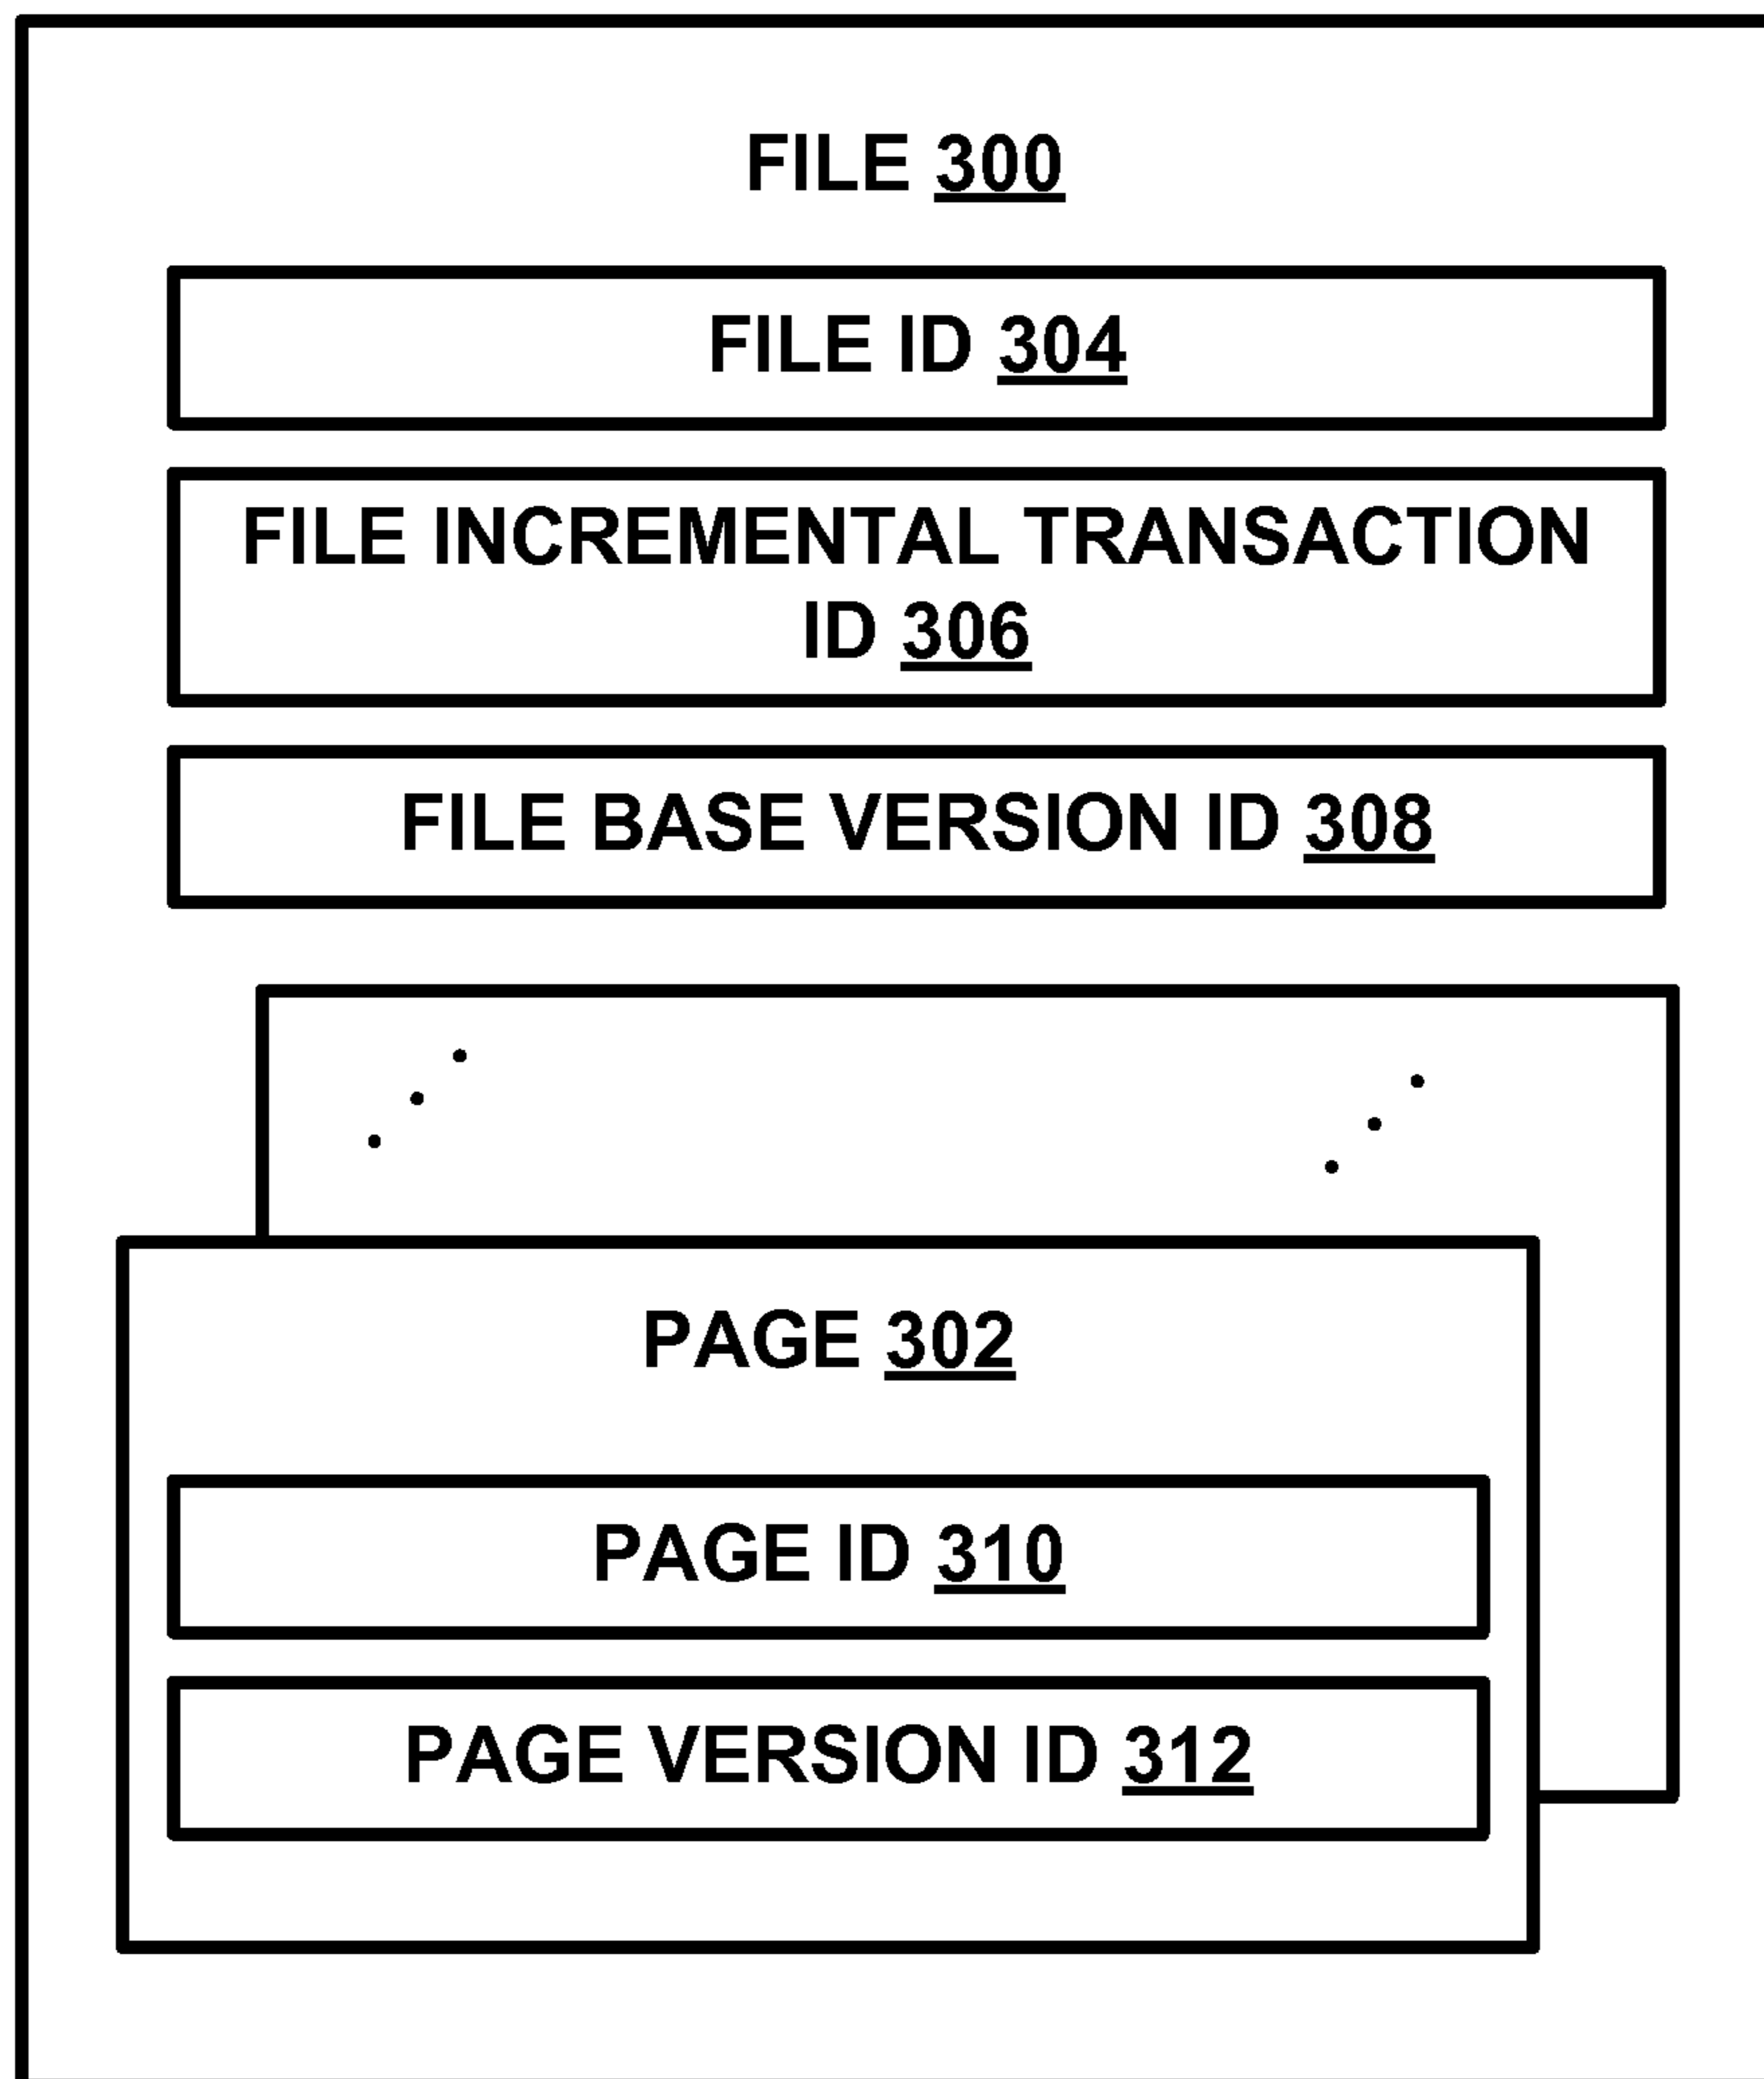 FILE 300
FILE ID 304
FILE INCREMENTAL TRANSACTION
ID 306
FILE BASE VERSION ID 308
PAGE 302
PAGE ID 310
PAGE VERSION ID 312